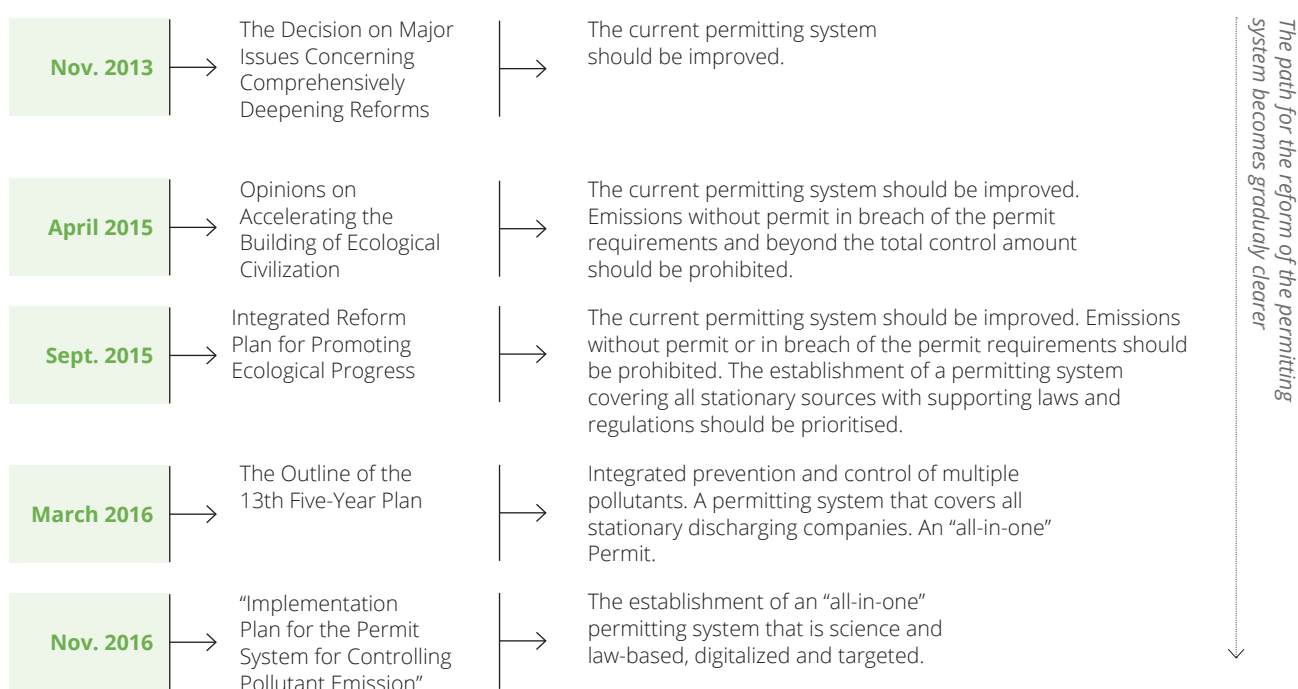 Nov. 2013
The Decision on Major
Issues Concerning
Comprehensively
Deepening Reforms
The current permitting system
should be improved.
April 2015
Opinions on
Accelerating the
Building of Ecological
Civilization
The current permitting system should be improved.
Emissions without permit in breach of the permit
requirements and beyond the total control amount
should be prohibited.
Sept. 2015
Integrated Reform
Plan for Promoting
Ecological Progress
The current permitting system should be improved. Emissions
without permit or in breach of the permit requirements should
be prohibited. The establishment of a permitting system
covering all stationary sources with supporting laws and
regulations should be prioritised.
March 2016
The Outline of the
13th Five-Year Plan
Integrated prevention and control of multiple
pollutants. A permitting system that covers all
stationary discharging companies. An “all-in-one”
Permit.
Nov. 2016
“Implementation
Plan for the Permit
System for Controlling
Pollutant Emission”
The establishment of an “all-in-one”
permitting system that is science and
law-based, digitalized and targeted.
The path for the reform of the permitting
system becomes gradualy clearer